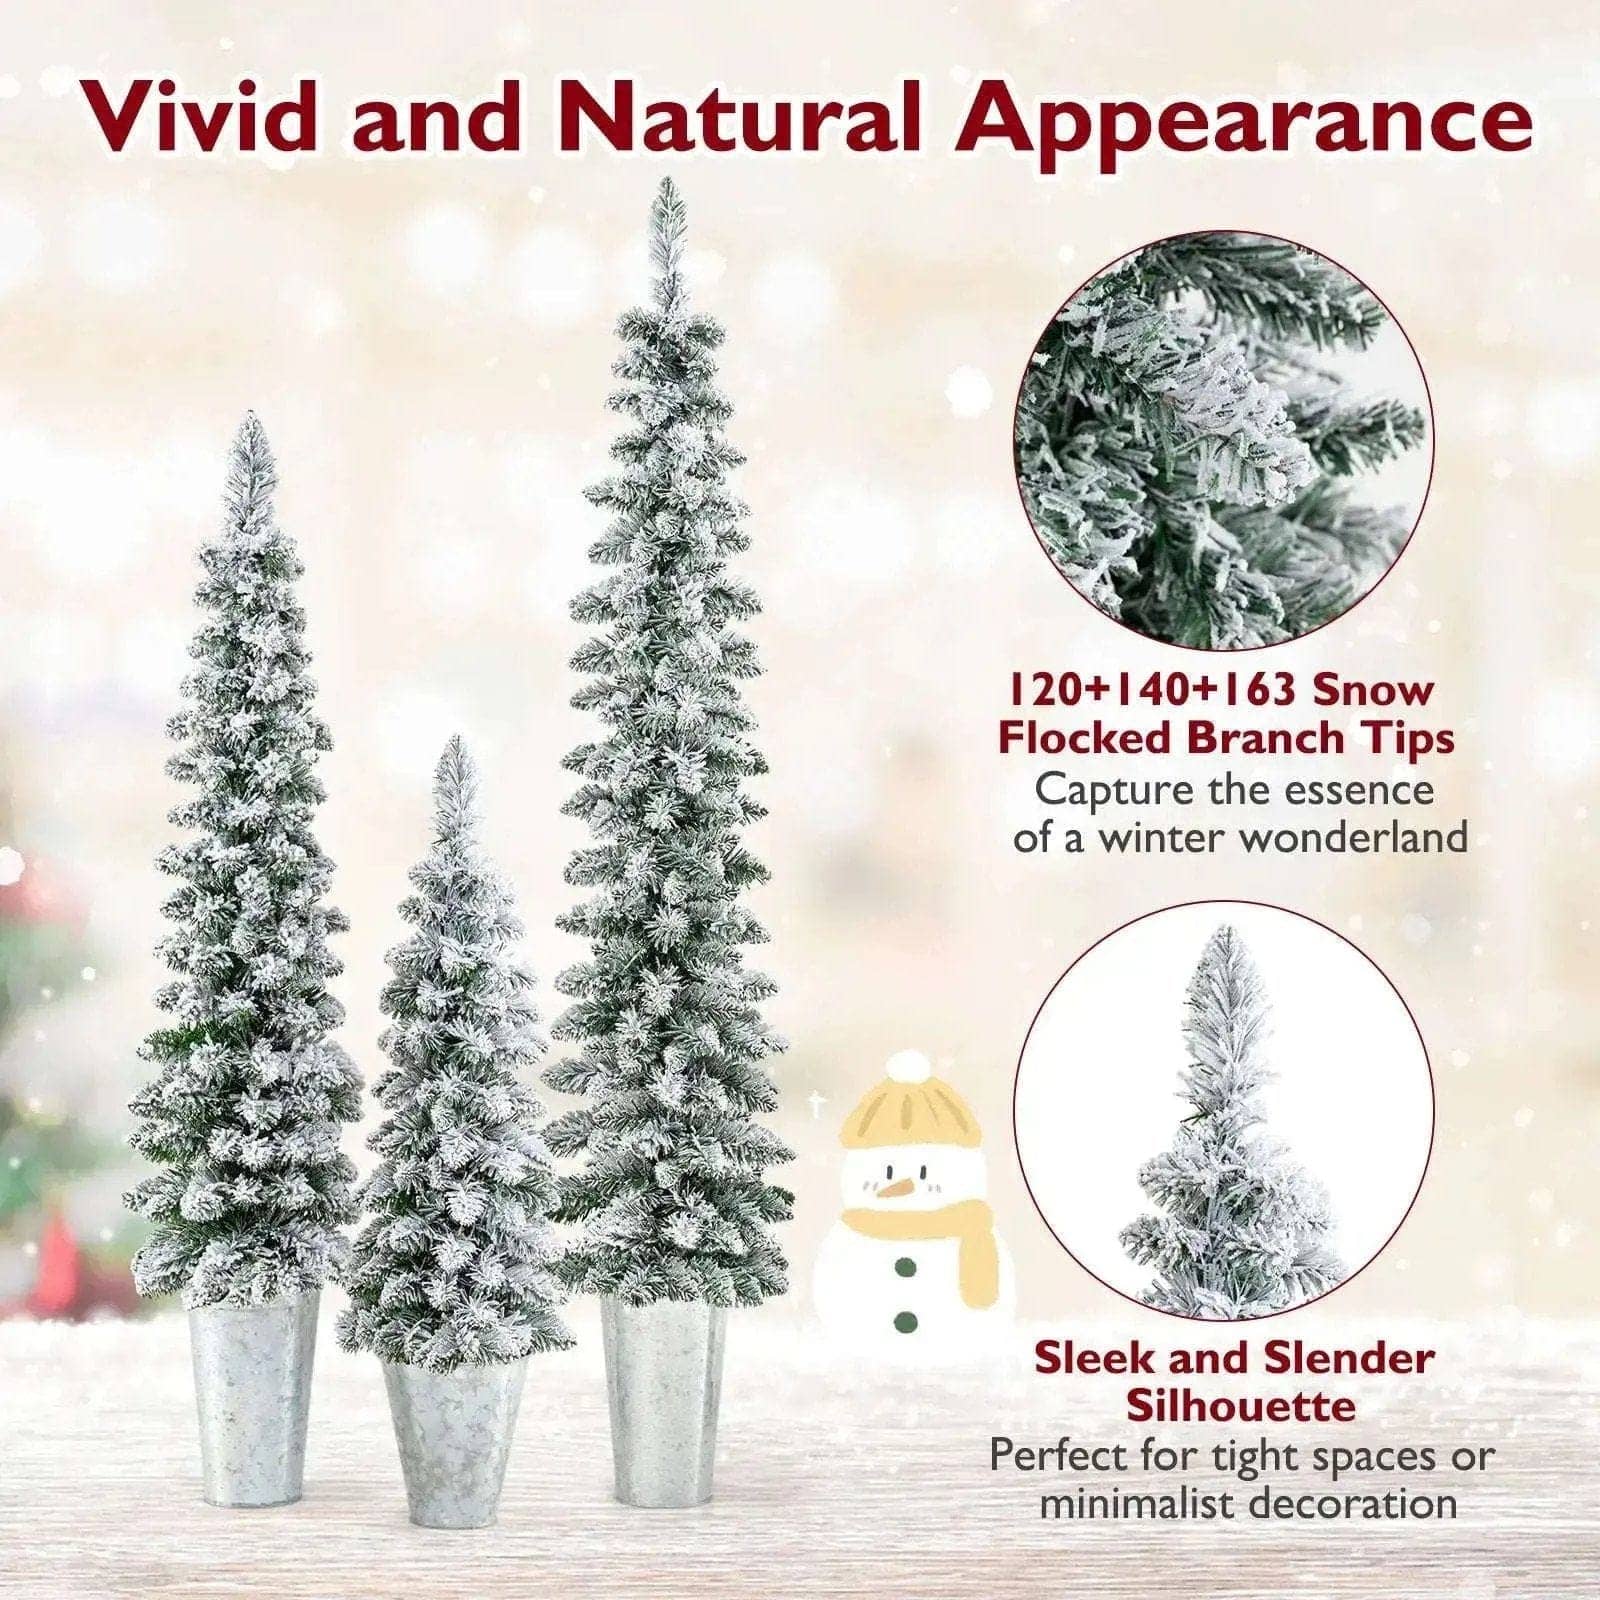 Vivid and Natural Appearance
120+140+163 Snow
Flocked Branch Tips
Capture the essence
of a winter wonderland
Sleek and Slender
Silhouette
Perfect for tight spaces or
minimalist decoration